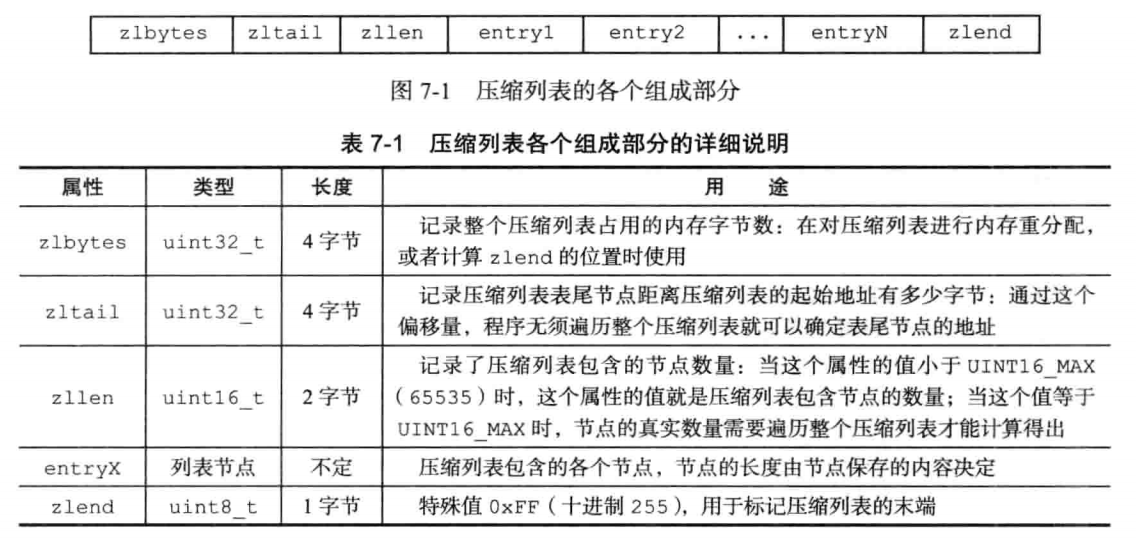 zlbytes zltail zllen entry1 entry2 ... entryN zlend
图 7-1 压缩列表的各个组成部分
表 7-1 压缩列表各个组成部分的详细说明
属性 类型 长度 用 途
zlbytes uint32_t 4 字节 记录整个压缩列表占用的内存字节数：在对压缩列表进行内存重分配，
或者计算 zlend 的位置时使用
zltail uint32_t 4 字节 记录压缩列表表尾节点距离压缩列表的起始地址有多少字节：通过这个
偏移量，程序无须遍历整个压缩列表就可以确定表尾节点的地址
zllen uint16_t 2 字节 记录了压缩列表包含的节点数量：当这个属性的值小于 UINT16_MAX
（65535）时，这个属性的值就是压缩列表包含节点的数量；当这个值等于
UINT16_MAX 时，节点的真实数量需要遍历整个压缩列表才能计算得出
entryX 列表节点 不定 压缩列表包含的各个节点，节点的长度由节点保存的内容决定
zlend uint8_t 1 字节 特殊值 0xFF（十进制 255），用于标记压缩列表的末端